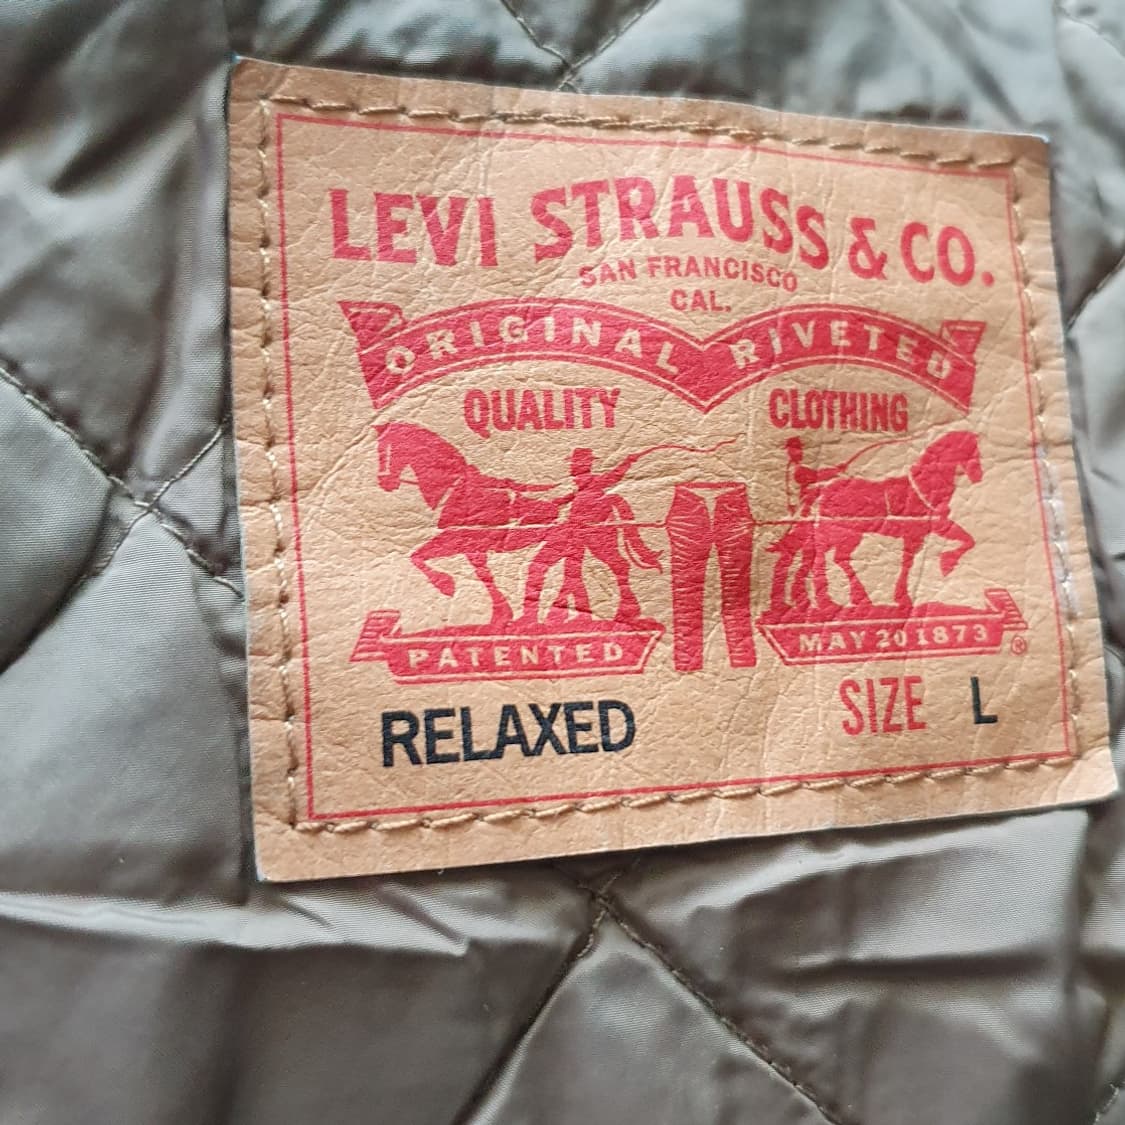 LEVI STRAUSS & CO.
SAN FRANCISCO
CAL.
ORIGINAL RIVETED
QUALITY CLOTHING
PATENTED MAY 20 1873 ®
RELAXED SIZE L